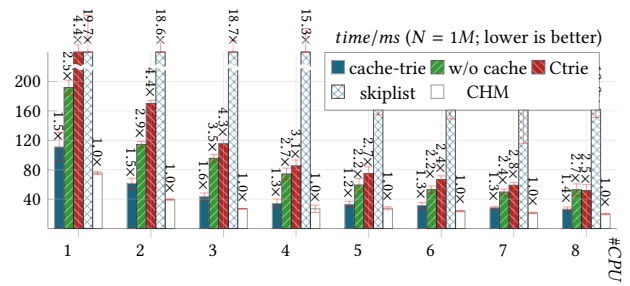 time/ms (N = 1M; lower is better)
cache-trie w/o cache Ctrie
skiplist CHM
200
160
120
80
40
1.5× 2.5× 4.4× 19.7× 1.0×
1.5× 2.9× 4.4× 18.6× 1.0×
1.6× 3.5× 4.3× 18.7× 1.0×
1.3× 2.7× 3.1× 15.3× 1.0×
1.2× 2.2× 1.0×
1.3× 2.2× 2.4× 1.0×
1.3× 2.4× 2.8× 1.0×
1.4× 2.7× 1.0×
1 2 3 4 5 6 7 8
#CPU